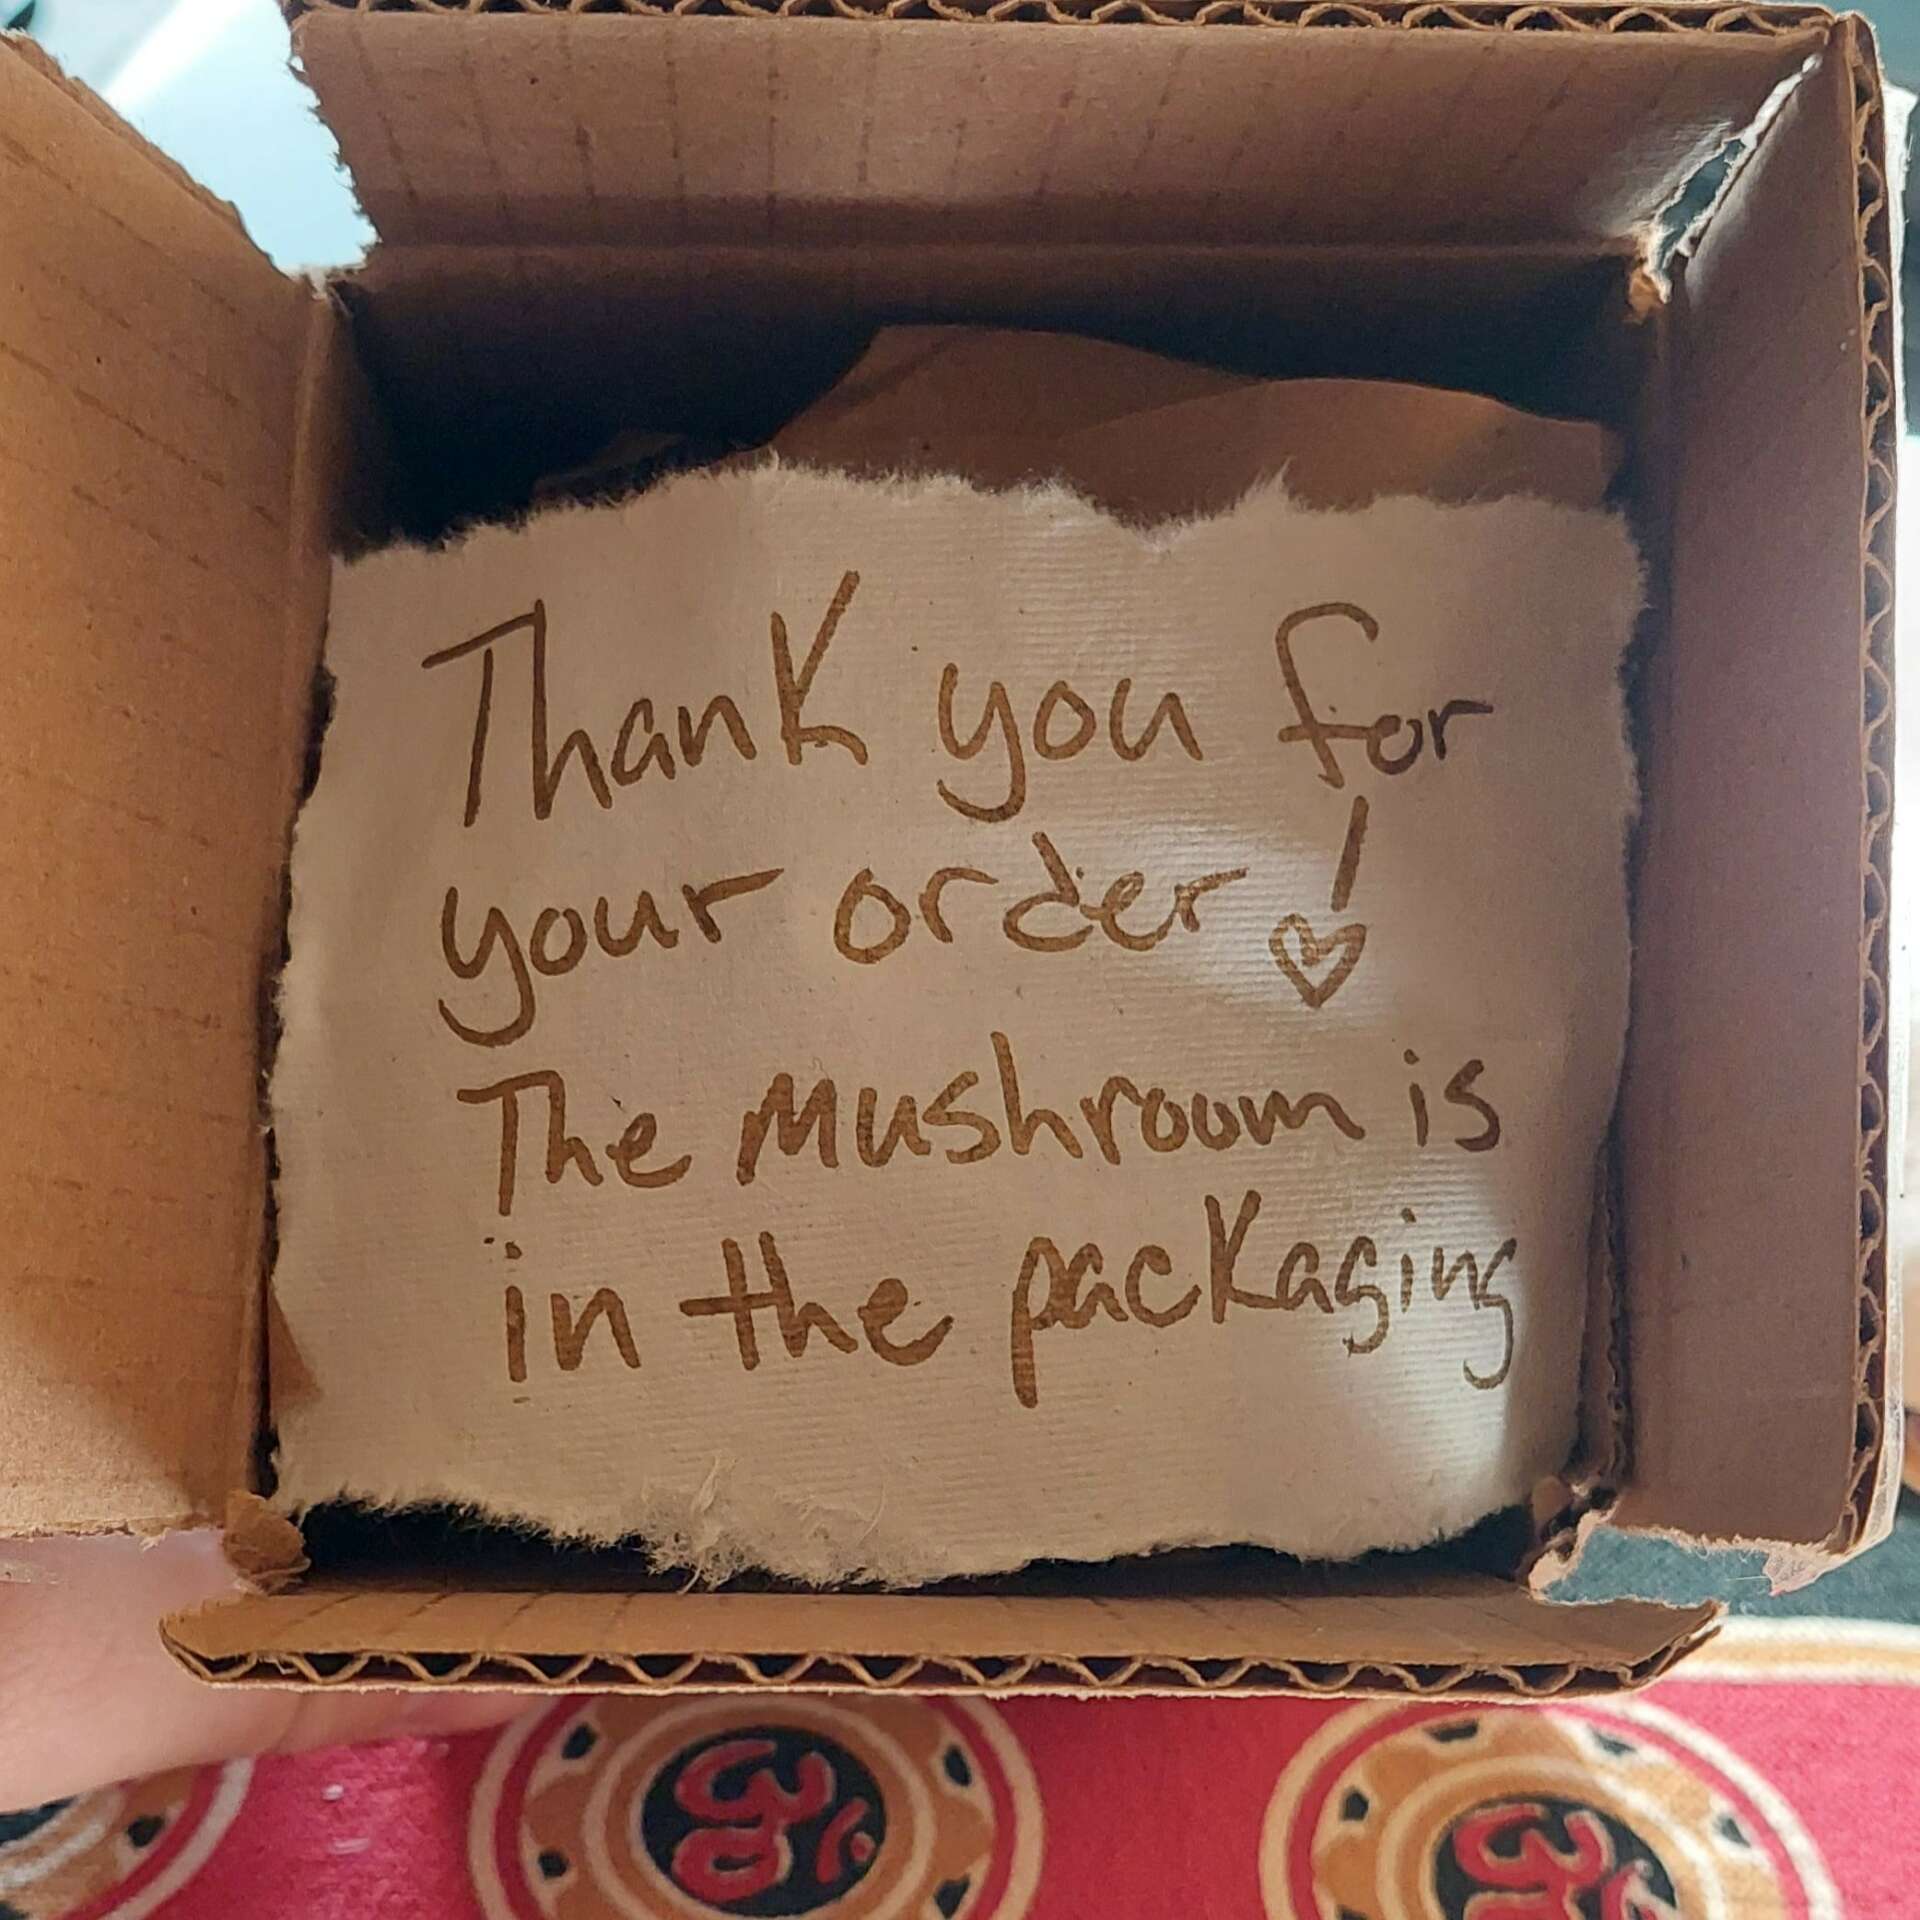 Thank you for
your order!
The Mushroom is
in the packaging
ॐ
ॐ